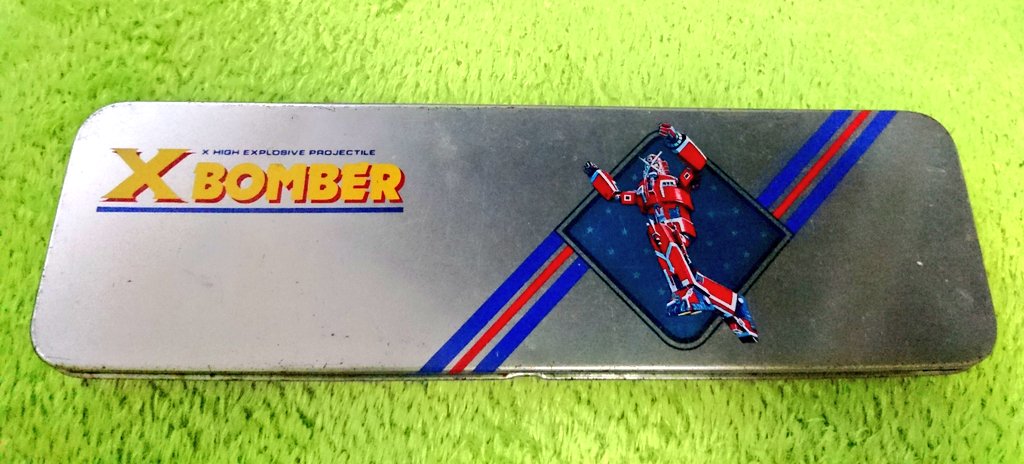 X HIGH EXPLOSIVE PROJECTILE
X BOMBER